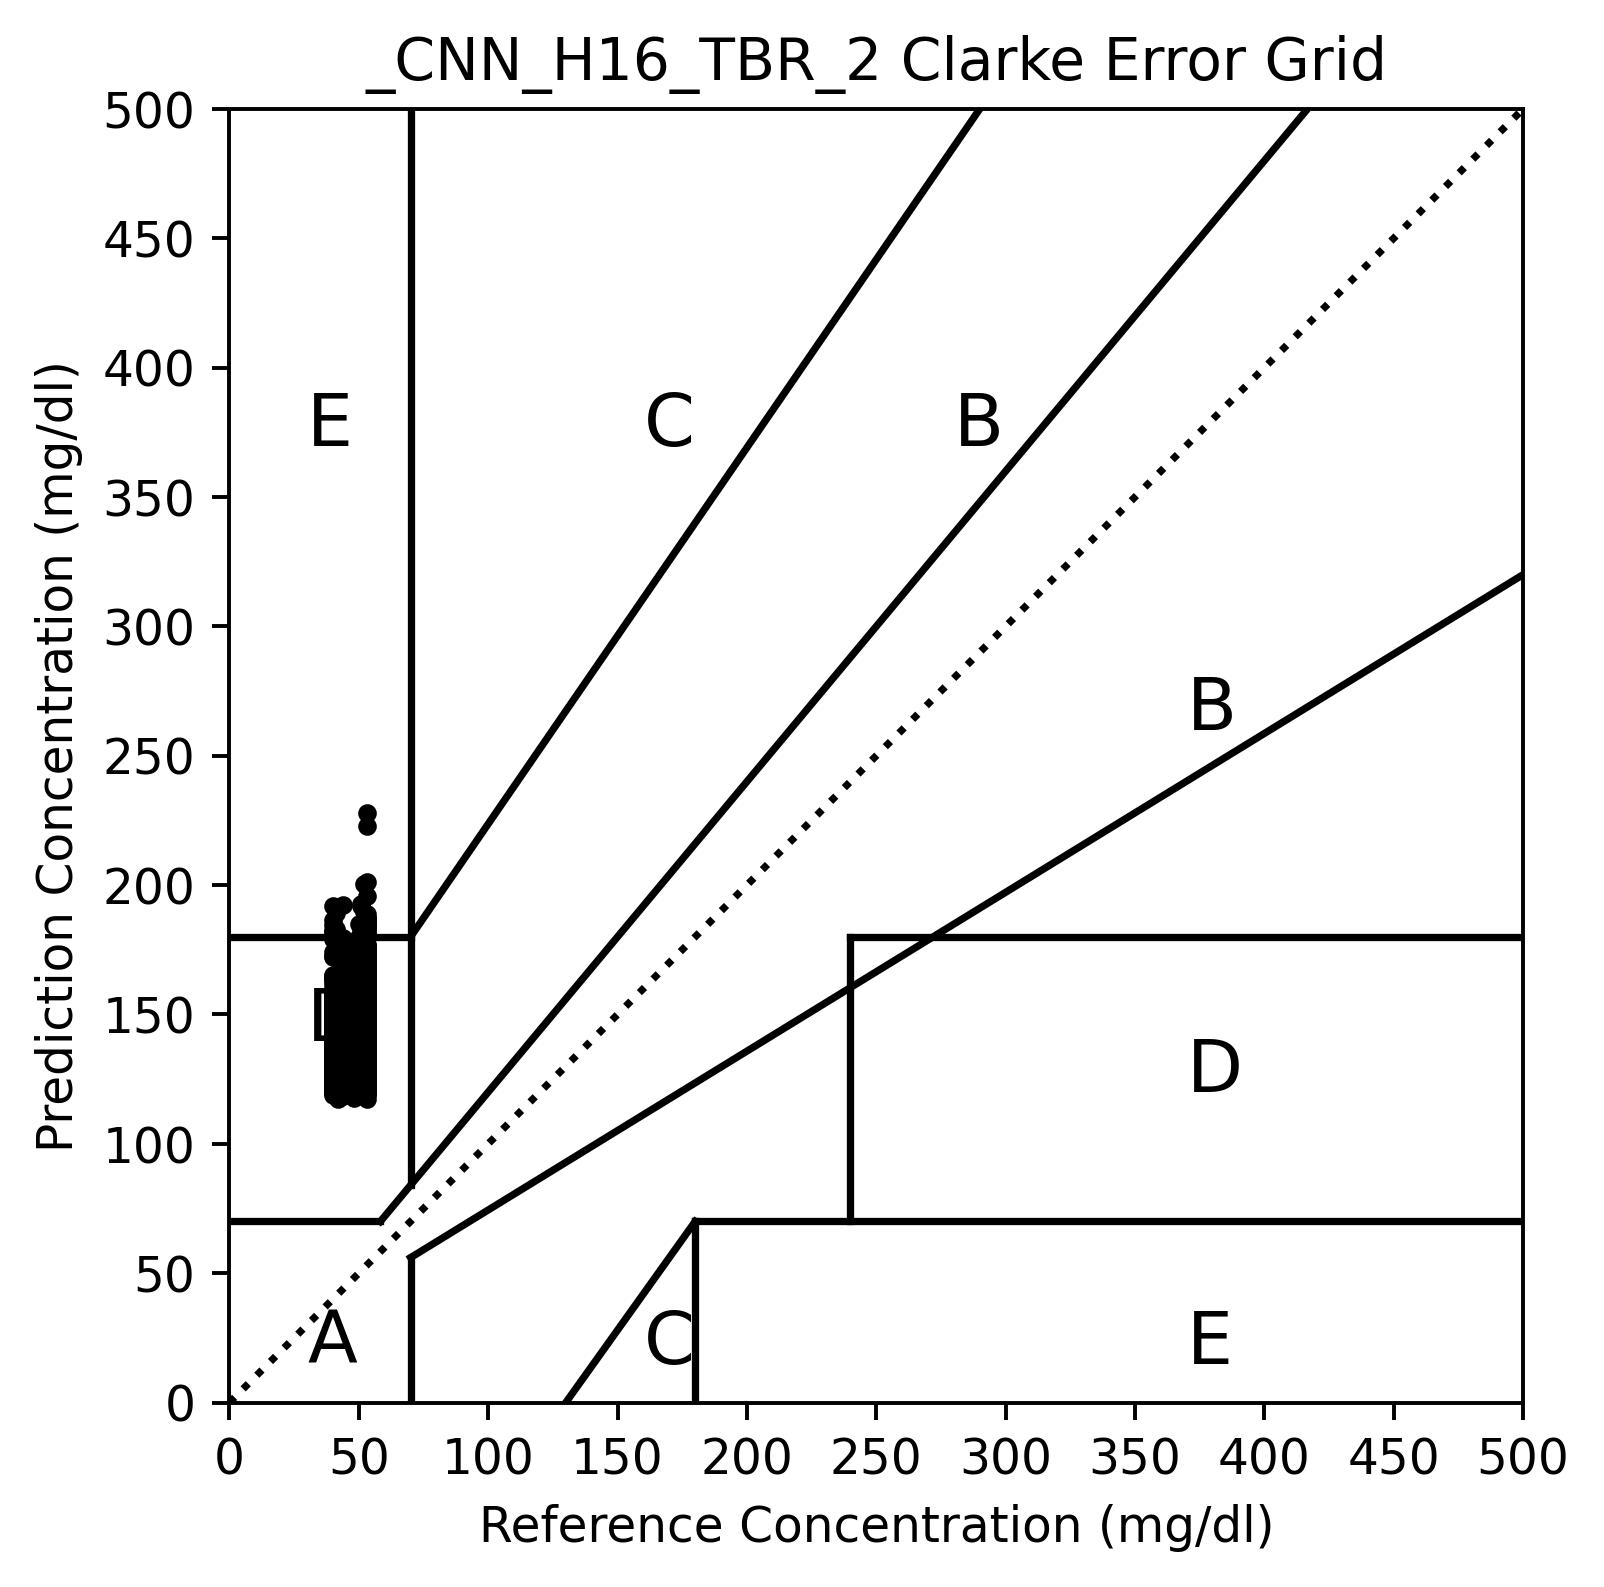 _CNN_H16_TBR_2 Clarke Error Grid
500
450
400
350
300
250
200
150
100
50
0
Prediction Concentration (mg/dl)
E
C
B
B
D
A
C
E
0 50 100 150 200 250 300 350 400 450 500
Reference Concentration (mg/dl)